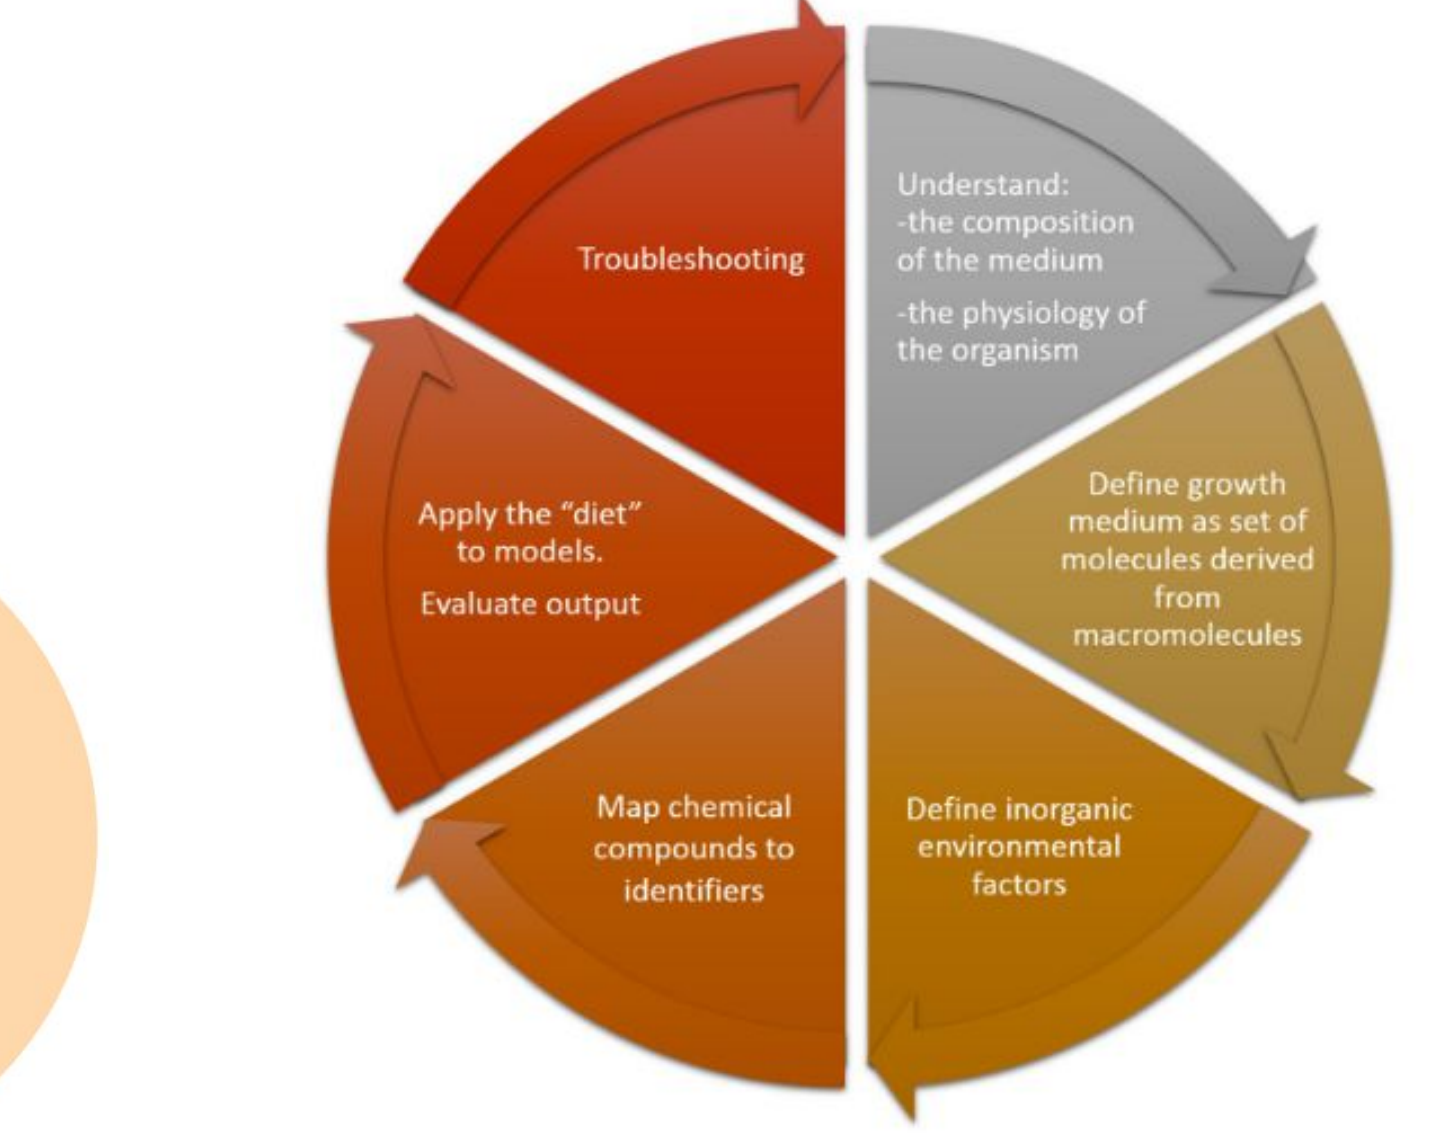 Understand:
-the composition
of the medium
-the physiology of
the organism
Define growth
medium as set of
molecules derived
from
macromolecules
Define inorganic
environmental
factors
Map chemical
compounds to
identifiers
Apply the “diet”
to models.
Evaluate output
Troubleshooting